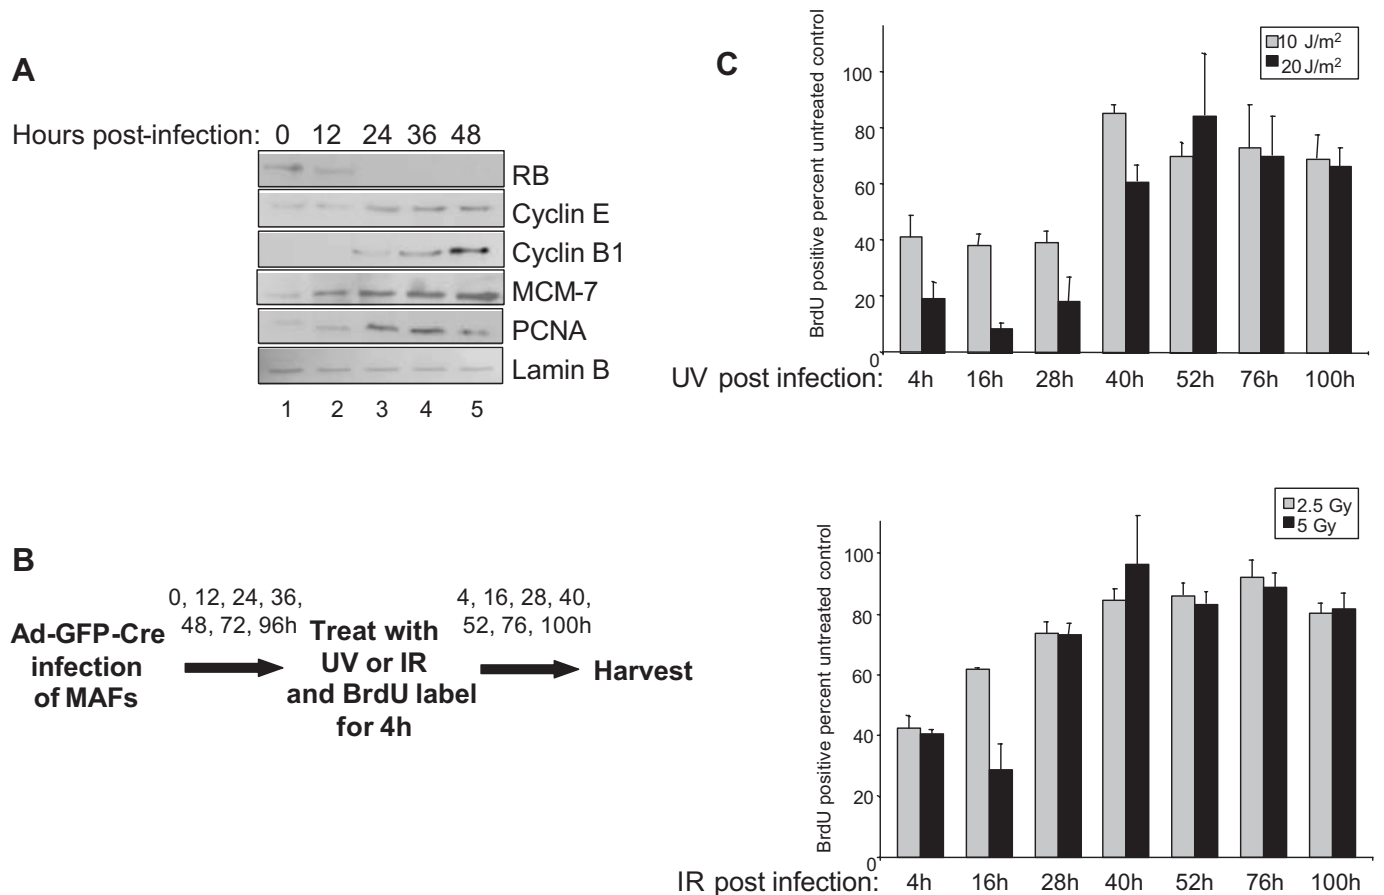 A
Hours post-infection: 0 12 24 36 48
RB
Cyclin E
Cyclin B1
MCM-7
PCNA
Lamin B
1 2 3 4 5
B
Ad-GFP-Cre
infection
of MAFs
0, 12, 24, 36,
48, 72, 96h
Treat with
UV or IR
and BrdU label
for 4h
4, 16, 28, 40,
52, 76, 100h
Harvest
C
BrdU positive percent untreated control
100
80
60
40
20
0
10 J/m²
20 J/m²
UV post infection: 4h 16h 28h 40h 52h 76h 100h
BrdU positive percent untreated control
100
80
60
40
20
0
2.5 Gy
5 Gy
IR post infection: 4h 16h 28h 40h 52h 76h 100h